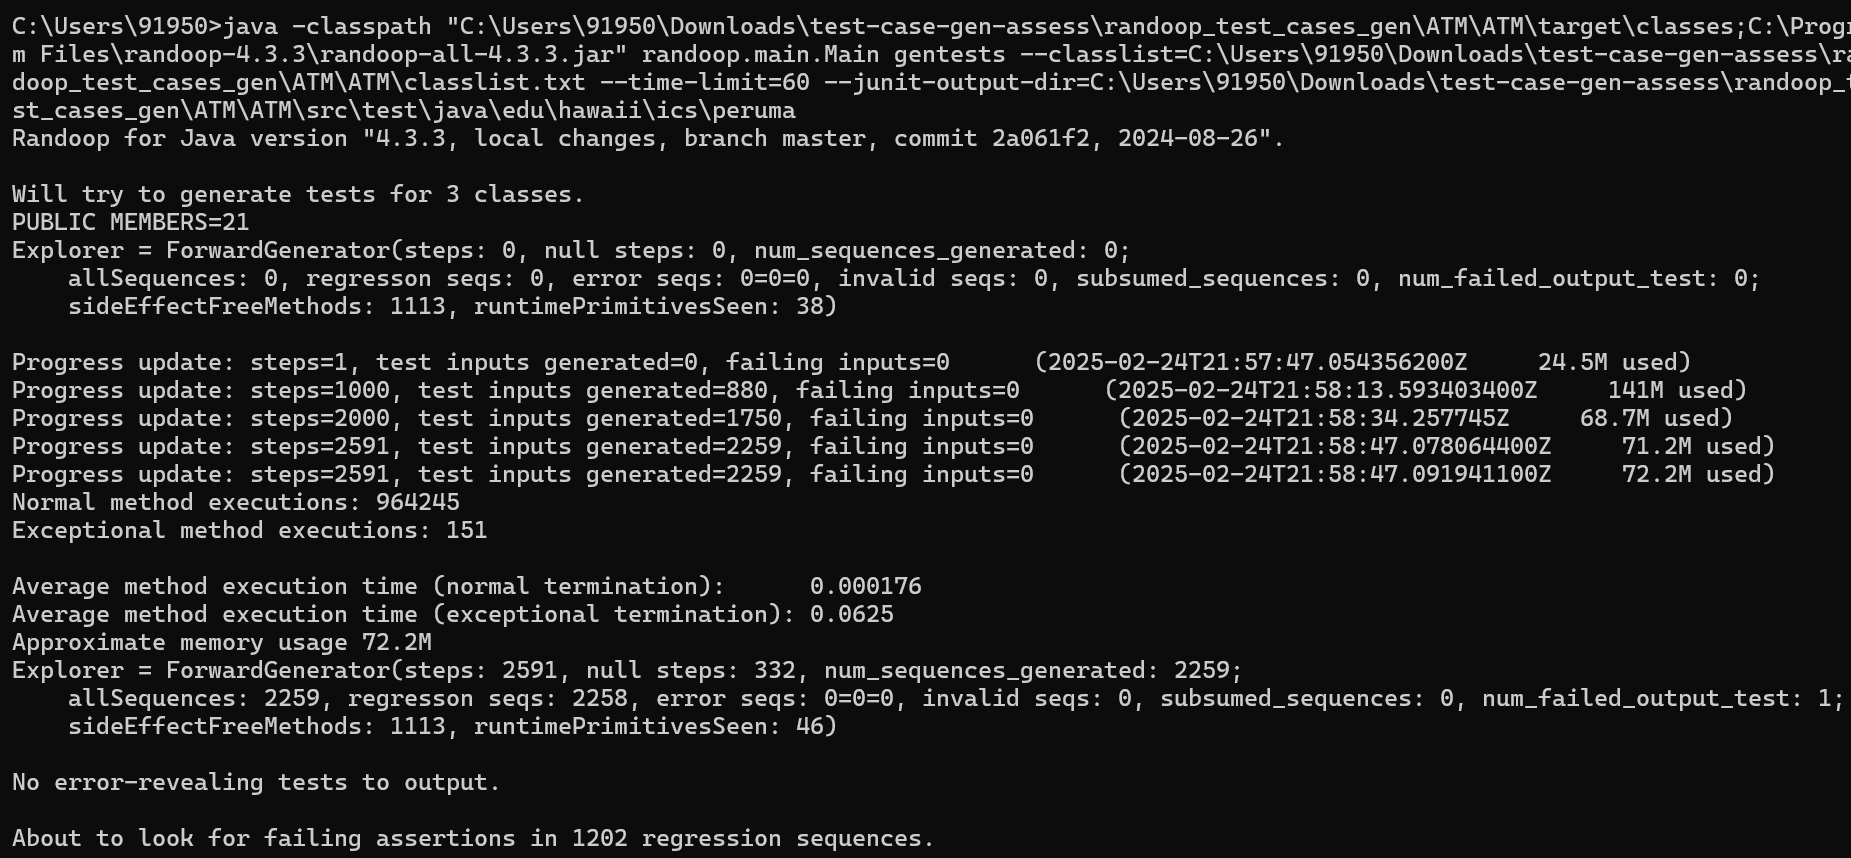 C:\Users\91950>java -classpath "C:\Users\91950\Downloads\test-case-gen-assess\randoop_test_cases_gen\ATM\ATM\target\classes;C:\Progr
m Files\randoop-4.3.3\randoop-all-4.3.3.jar" randoop.main.Main gentests --classlist=C:\Users\91950\Downloads\test-case-gen-assess\ra
doop_test_cases_gen\ATM\ATM\classlist.txt --time-limit=60 --junit-output-dir=C:\Users\91950\Downloads\test-case-gen-assess\randoop_t
st_cases_gen\ATM\ATM\src\test\java\edu\hawaii\ics\peruma
Randoop for Java version "4.3.3, local changes, branch master, commit 2a061f2, 2024-08-26".
Will try to generate tests for 3 classes.
PUBLIC MEMBERS=21
Explorer = ForwardGenerator(steps: 0, null steps: 0, num_sequences_generated: 0;
allSequences: 0, regresson seqs: 0, error seqs: 0=0=0, invalid seqs: 0, subsumed_sequences: 0, num_failed_output_test: 0;
sideEffectFreeMethods: 1113, runtimePrimitivesSeen: 38)
Progress update: steps=1, test inputs generated=0, failing inputs=0 (2025-02-24T21:57:47.054356200Z 24.5M used)
Progress update: steps=1000, test inputs generated=880, failing inputs=0 (2025-02-24T21:58:13.593403400Z 141M used)
Progress update: steps=2000, test inputs generated=1750, failing inputs=0 (2025-02-24T21:58:34.257745Z 68.7M used)
Progress update: steps=2591, test inputs generated=2259, failing inputs=0 (2025-02-24T21:58:47.078064400Z 71.2M used)
Progress update: steps=2591, test inputs generated=2259, failing inputs=0 (2025-02-24T21:58:47.091941100Z 72.2M used)
Normal method executions: 964245
Exceptional method executions: 151
Average method execution time (normal termination): 0.000176
Average method execution time (exceptional termination): 0.0625
Approximate memory usage 72.2M
Explorer = ForwardGenerator(steps: 2591, null steps: 332, num_sequences_generated: 2259;
allSequences: 2259, regresson seqs: 2258, error seqs: 0=0=0, invalid seqs: 0, subsumed_sequences: 0, num_failed_output_test: 1;
sideEffectFreeMethods: 1113, runtimePrimitivesSeen: 46)
No error-revealing tests to output.
About to look for failing assertions in 1202 regression sequences.